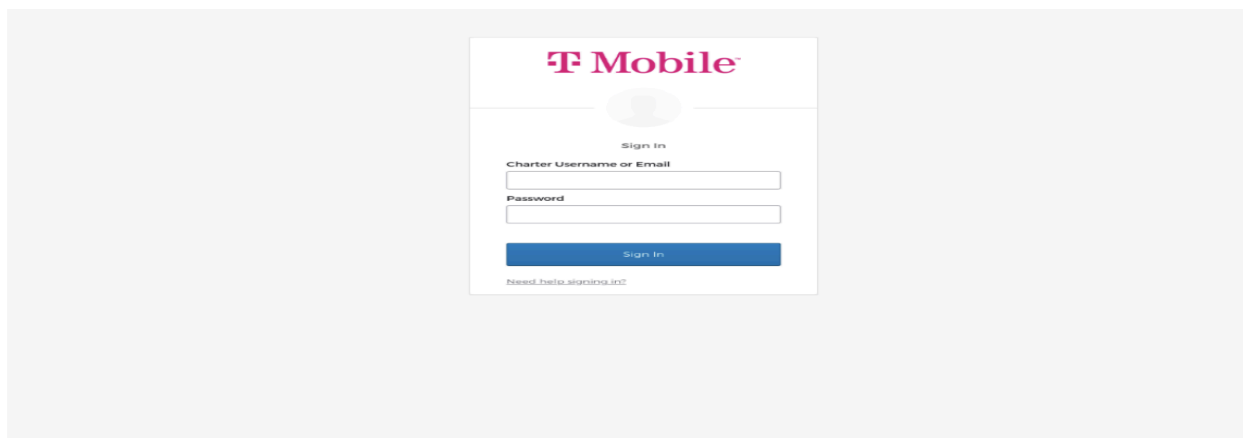 T Mobile
Sign In
Charter Username or Email
Password
Sign In
Need help signing in?